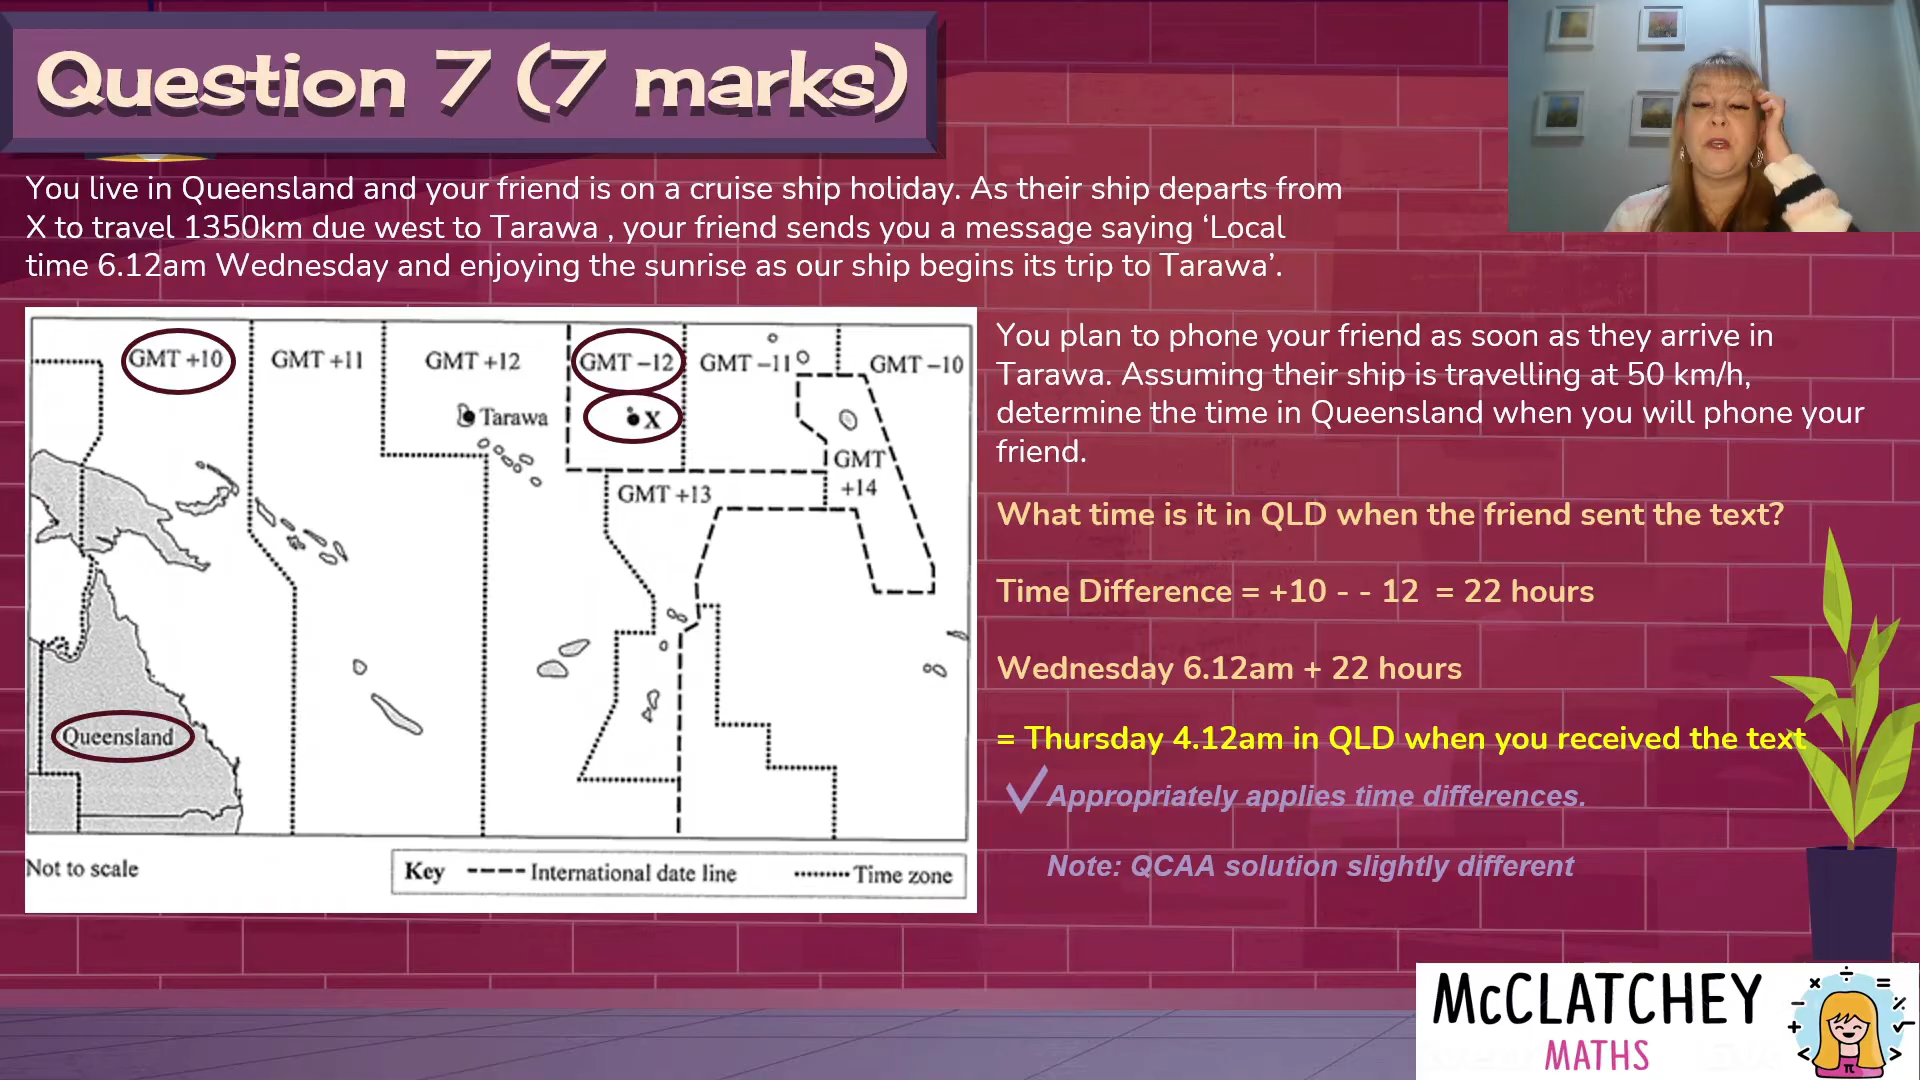 Question 7 (7 marks)
You live in Queensland and your friend is on a cruise ship holiday. As their ship departs from
X to travel 1350km due west to Tarawa , your friend sends you a message saying ‘Local
time 6.12am Wednesday and enjoying the sunrise as our ship begins its trip to Tarawa’.
GMT +10
GMT +11
GMT +12
GMT −12
GMT −11
GMT −10
Tarawa
X
GMT
+14
GMT +13
Queensland
Not to scale
Key
International date line
Time zone
You plan to phone your friend as soon as they arrive in
Tarawa. Assuming their ship is travelling at 50 km/h,
determine the time in Queensland when you will phone your
friend.
What time is it in QLD when the friend sent the text?
Time Difference = +10 - - 12 = 22 hours
Wednesday 6.12am + 22 hours
= Thursday 4.12am in QLD when you received the text
Appropriately applies time differences.
Note: QCAA solution slightly different
McCLATCHEY
MATHS